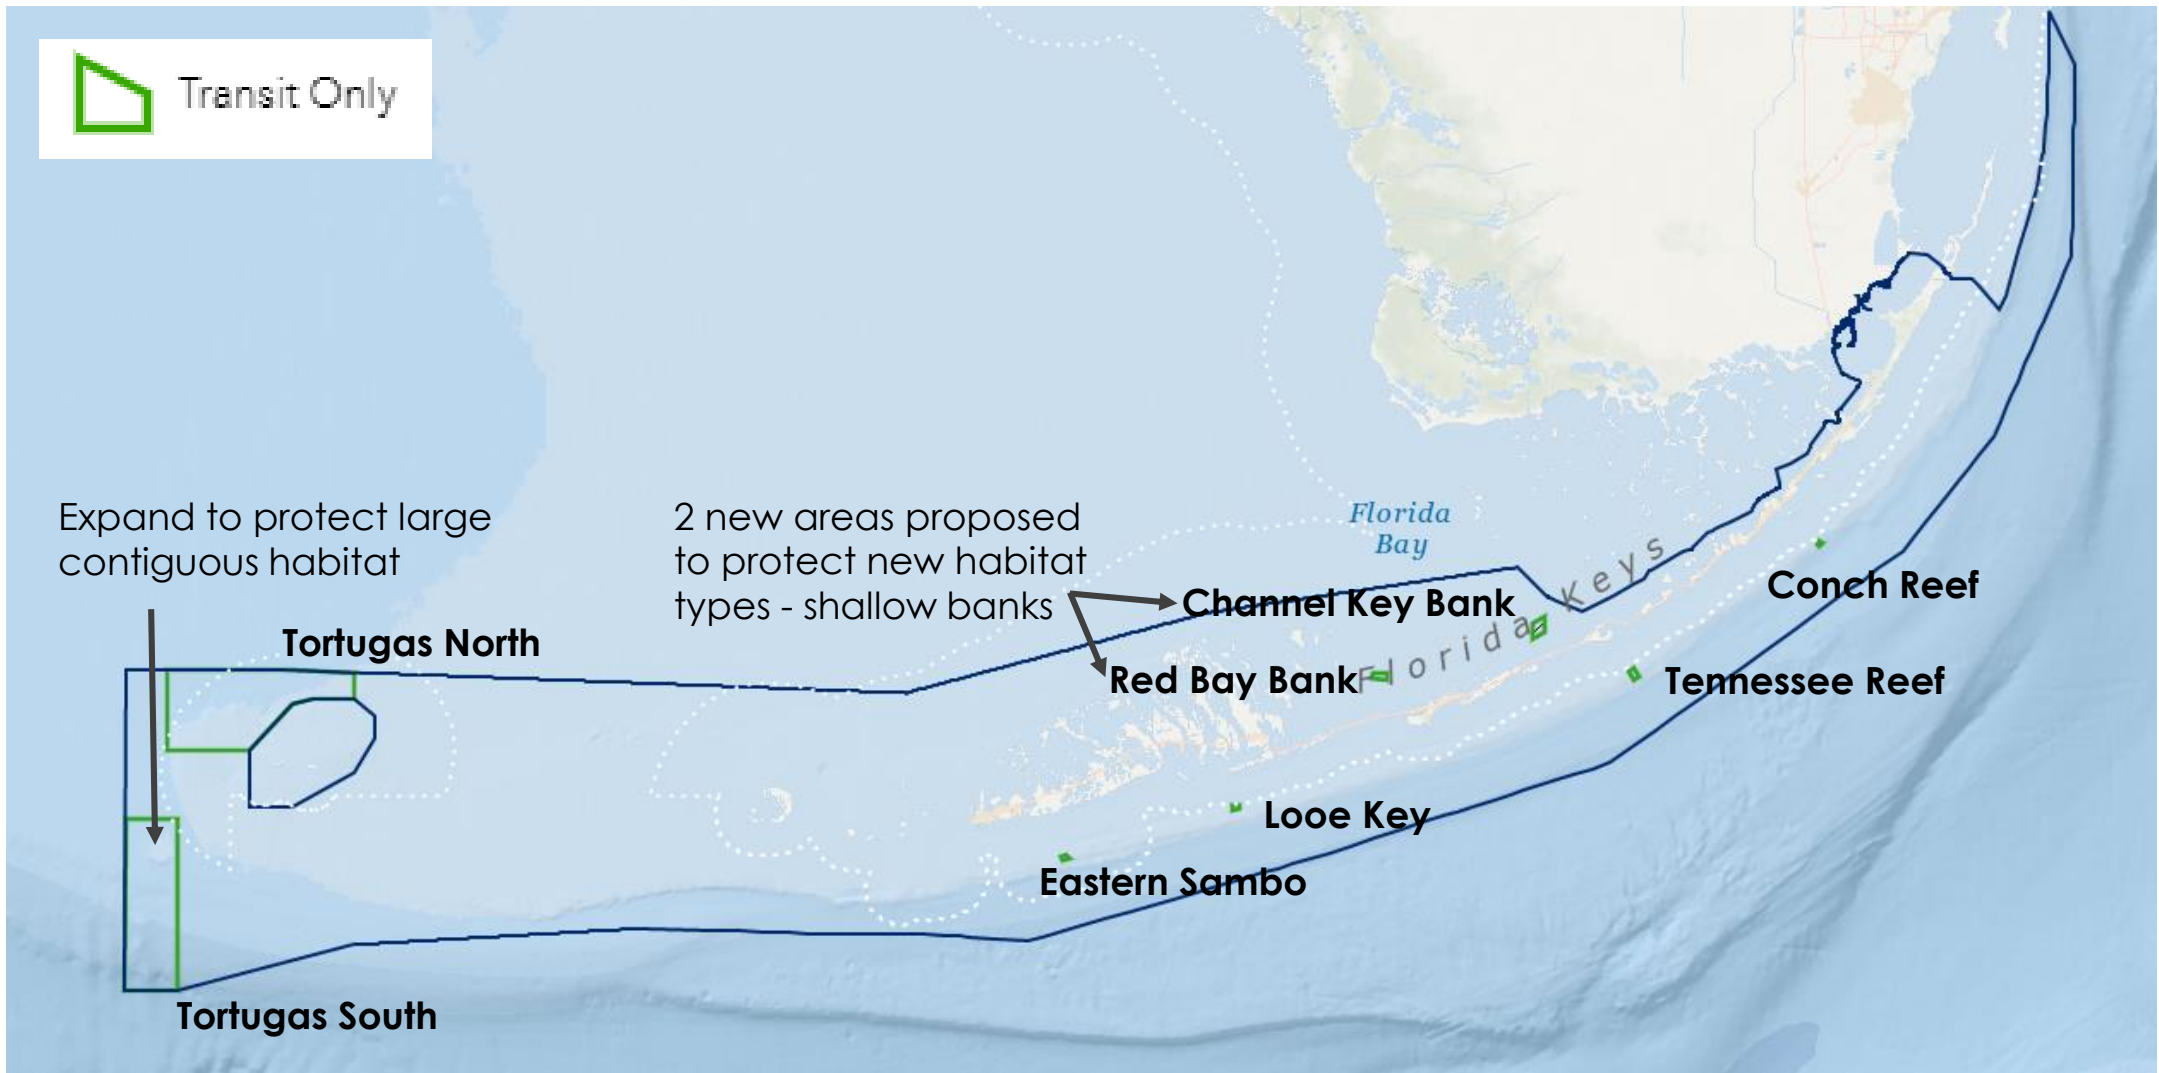 Transit Only
Expand to protect large
contiguous habitat
2 new areas proposed
to protect new habitat
types - shallow banks
Florida
Bay
Channel Key Bank
Florida Keys
Conch Reef
Tortugas North
Red Bay Bank
Tennessee Reef
Looe Key
Eastern Sambo
Tortugas South